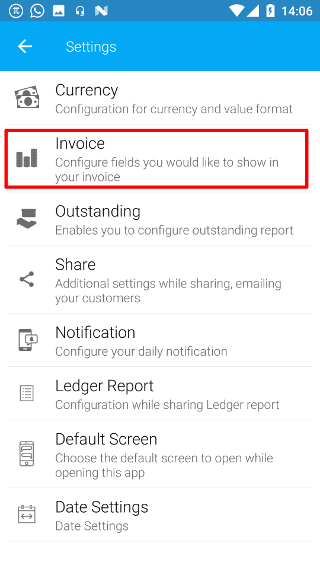 14:06
Settings
Currency
Configuration for currency and value format
Invoice
Configure fields you would like to show in
your invoice
Outstanding
Enables you to configure outstanding report
Share
Additional settings while sharing, emailing
your customers
Notification
Configure your daily notification
Ledger Report
Configuration while sharing Ledger report
Default Screen
Choose the default screen to open while
opening this app
Date Settings
Date Settings